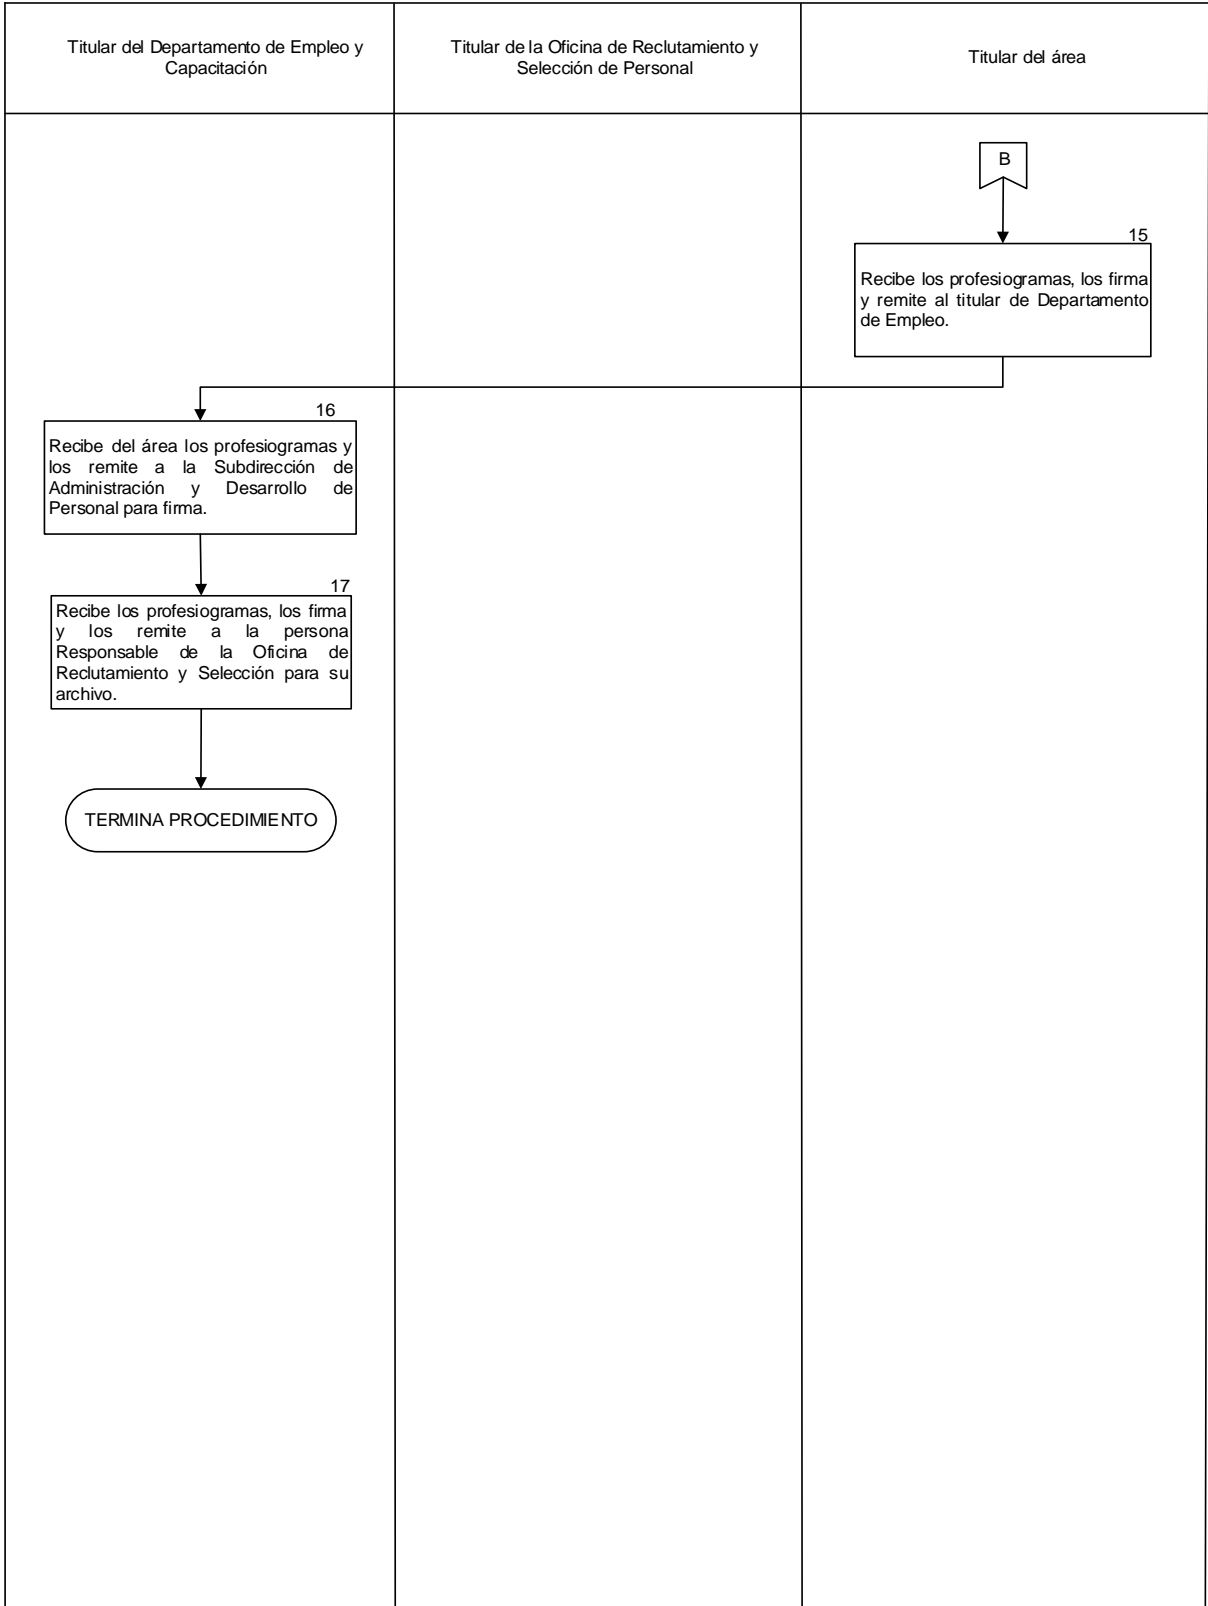 Titular del Departamento de Empleo y
Capacitación
Titular de la Oficina de Reclutamiento y
Selección de Personal
Titular del área
B
15
Recibe los profesiogramas, los firma
y remite al titular de Departamento
de Empleo.
16
Recibe del área los profesiogramas y
los remite a la Subdirección de
Administración y Desarrollo de
Personal para firma.
17
Recibe los profesiogramas, los firma
y los remite a la persona
Responsable de la Oficina de
Reclutamiento y Selección para su
archivo.
TERMINA PROCEDIMIENTO